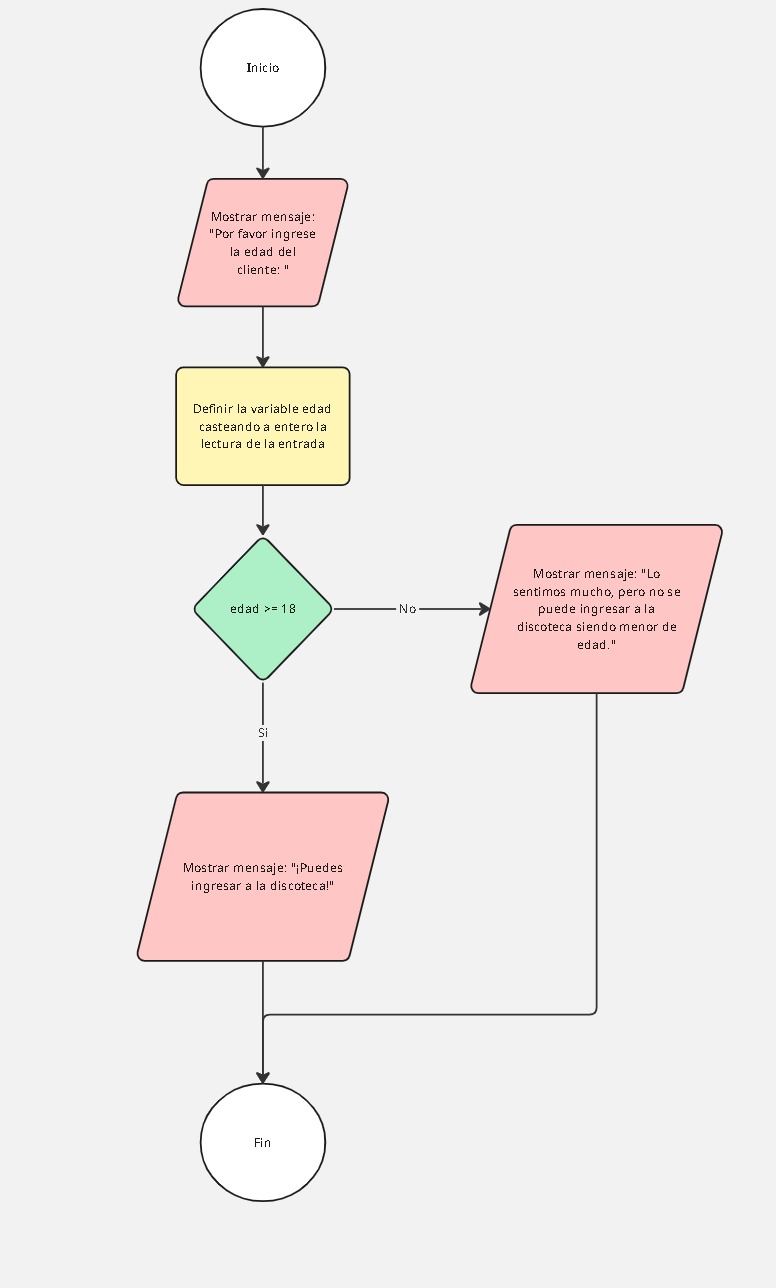 Inicio
Mostrar mensaje:
"Por favor ingrese
la edad del
cliente: "
Definir la variable edad
casteando a entero la
lectura de la entrada
edad >= 18
No
Mostrar mensaje: "Lo
sentimos mucho, pero no se
puede ingresar a la
discoteca siendo menor de
edad."
Si
Mostrar mensaje: "¡Puedes
ingresar a la discoteca!"
Fin